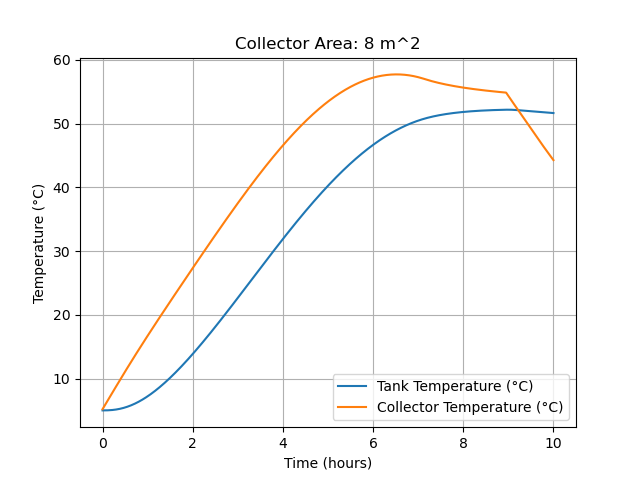 Collector Area: 8 m^2
60
50
40
30
20
10
Temperature (°C)
Tank Temperature (°C)
Collector Temperature (°C)
0
2
4
6
8
10
Time (hours)